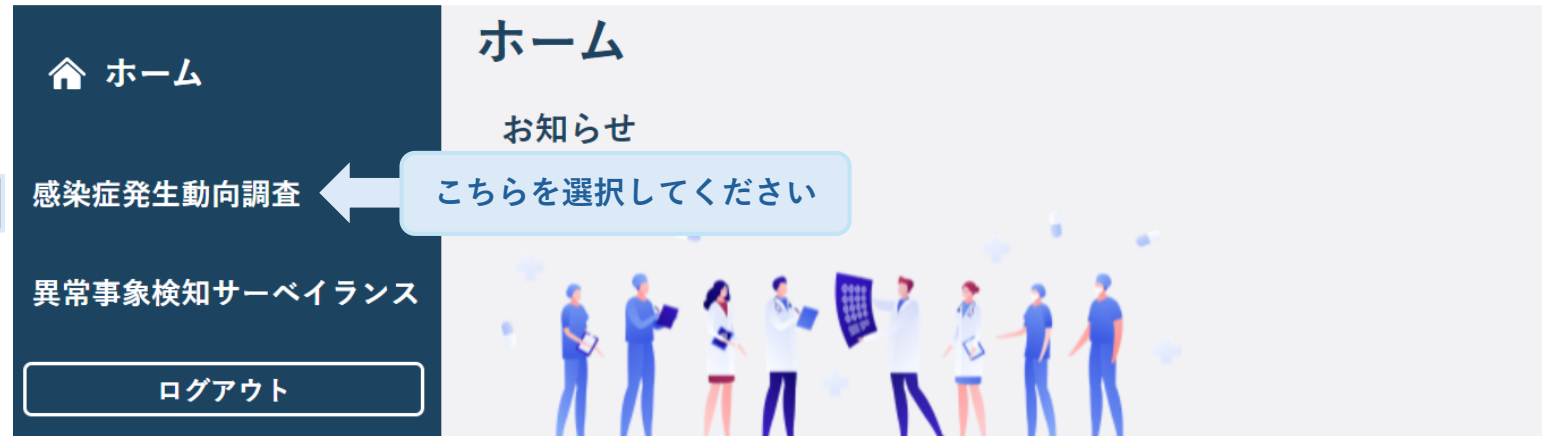 ホーム
ホーム
お知らせ
感染症発生動向調査
こちらを選択してください
異常事象検知サーベイランス
ログアウト